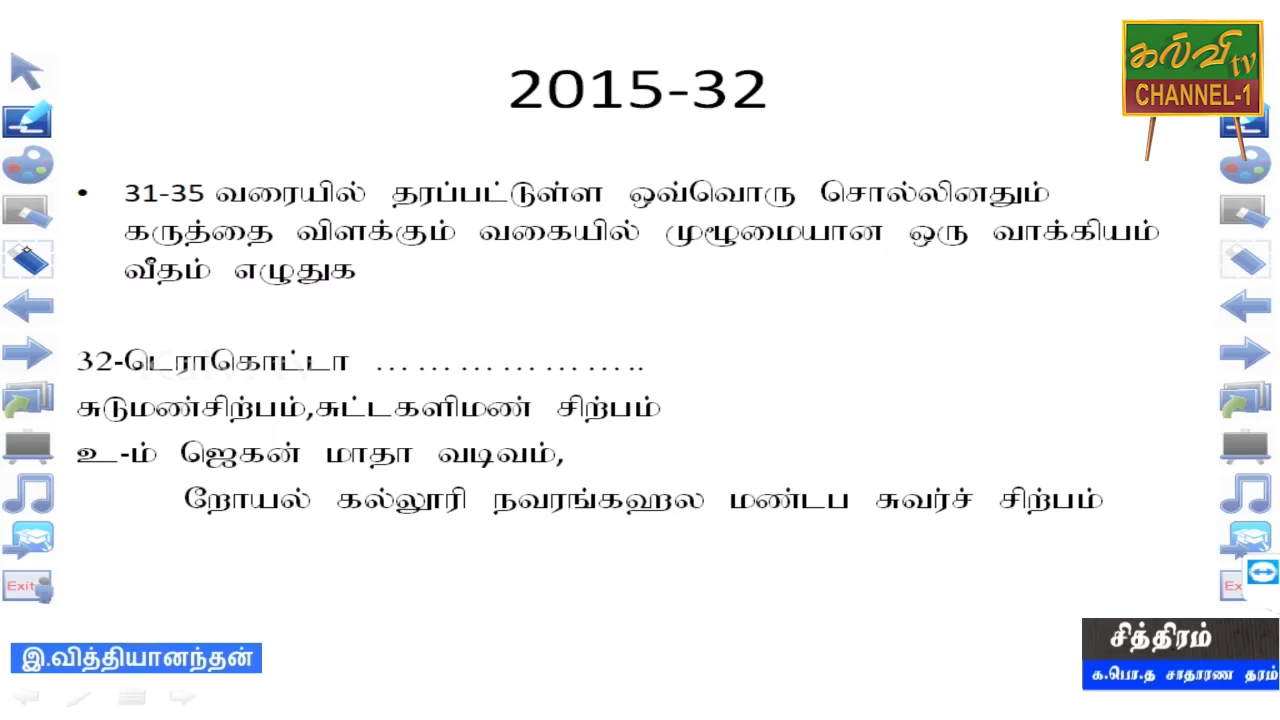 கல்வி tv
CHANNEL-1
2015-32
• 31-35 வரையில் தரப்பட்டுள்ள ஒவ்வொரு சொல்லினதும்
கருத்தை விளக்கும் வகையில் முழுமையான ஒரு வாக்கியம்
வீதம் எழுதுக
32-டெராகொட்டா ………………..
சுடுமண்சிற்பம்,சுட்டகளிமண் சிற்பம்
உ-ம் ஜெகன் மாதா வடிவம்,
றோயல் கல்லூரி நவரங்கஹல மண்டப சுவர்ச் சிற்பம்
Exit
இ.வித்தியானந்தன்
சித்திரம்
க.பொ.த சாதாரண தரம்